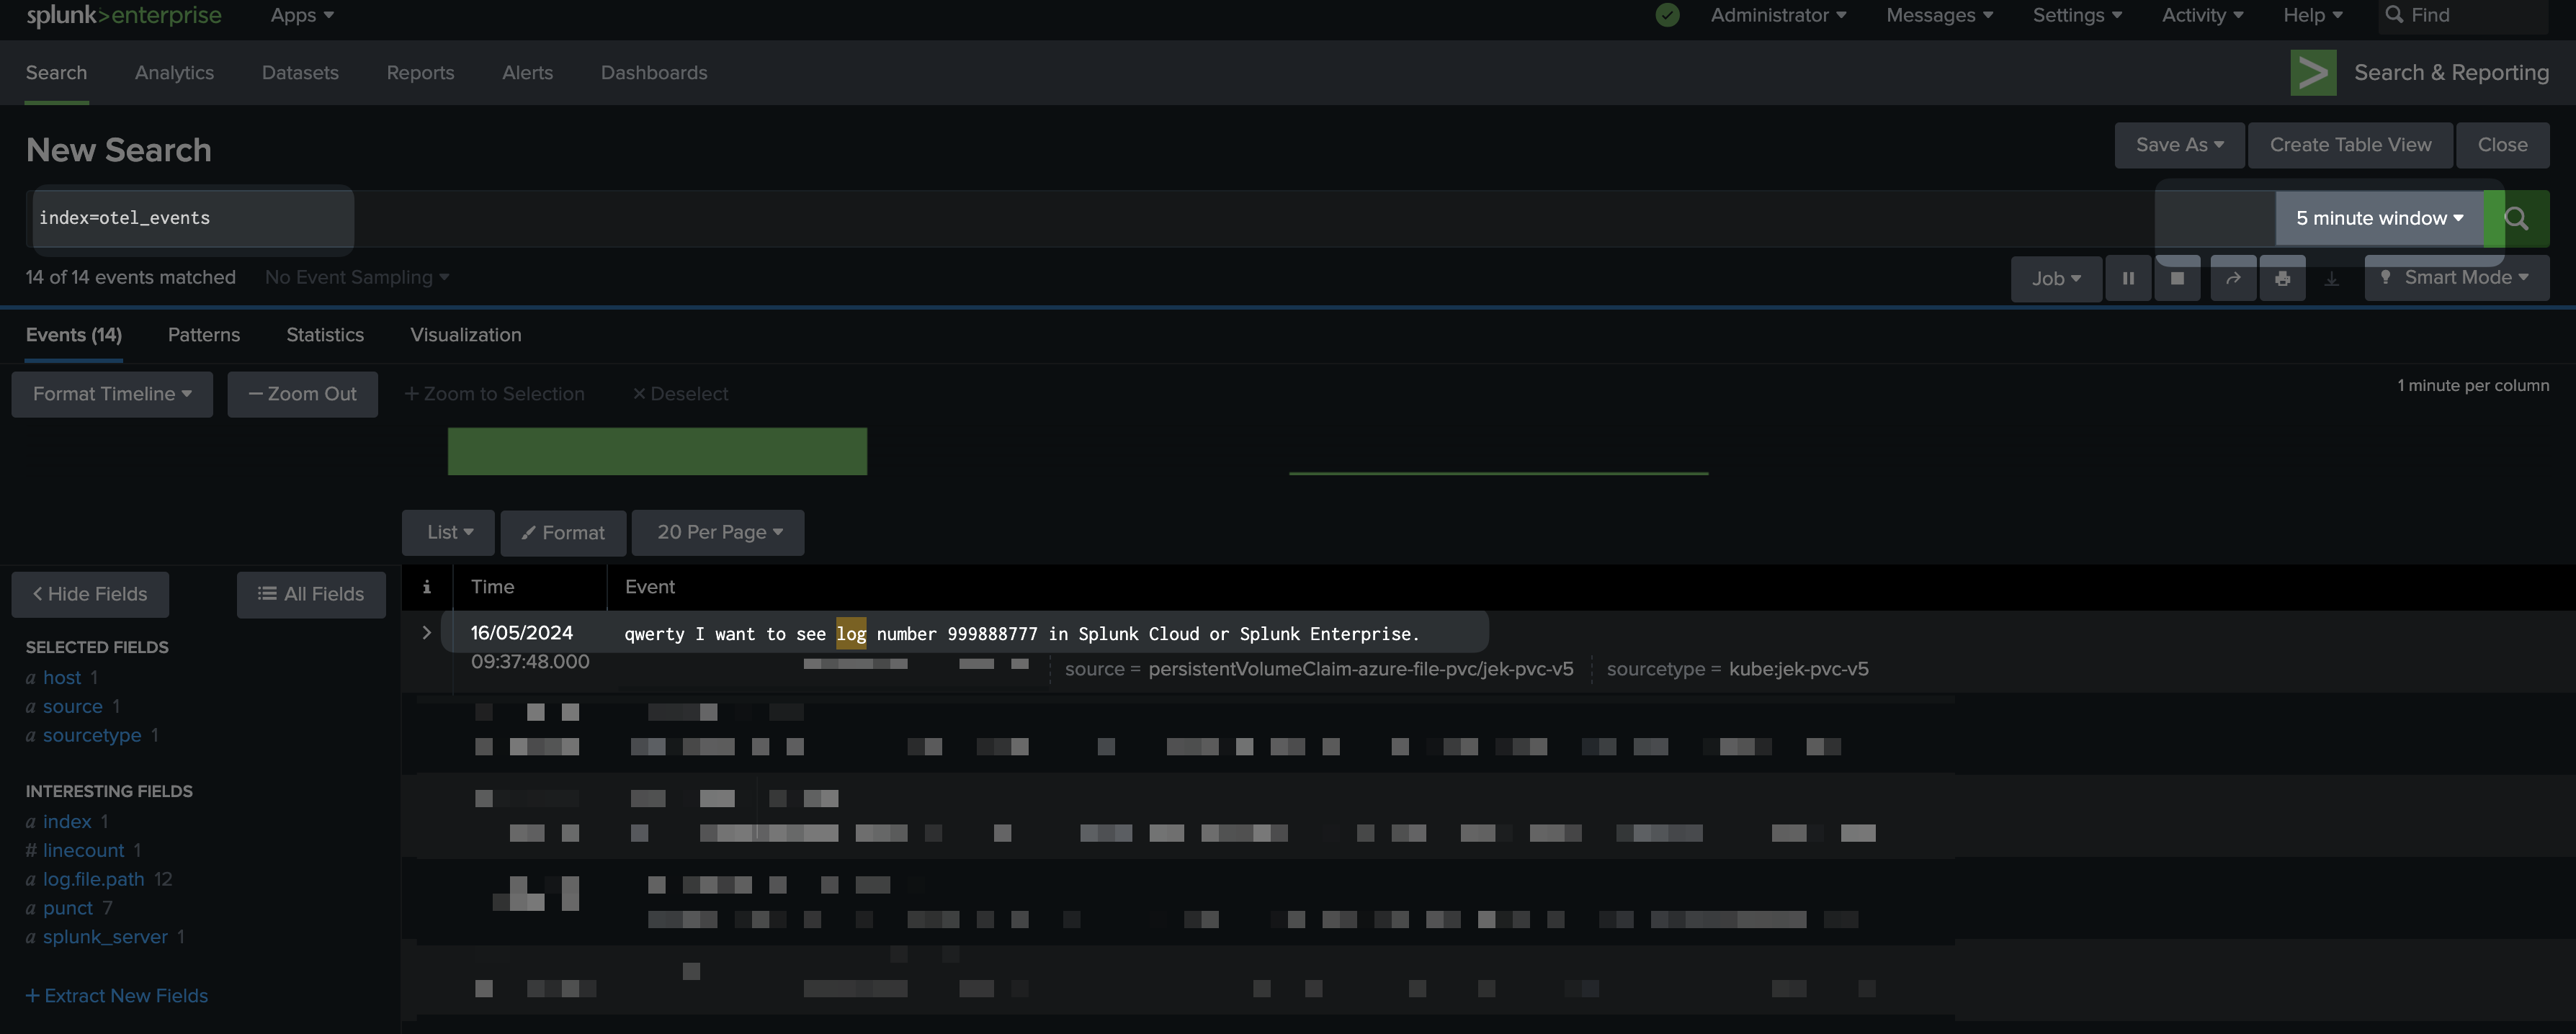 splunk>enterprise Apps Administrator Messages Settings Activity Help Find
Search Analytics Datasets Reports Alerts Dashboards Search & Reporting
New Search Save As Create Table View Close
index=otel_events 5 minute window
14 of 14 events matched No Event Sampling Job Smart Mode
Events (14) Patterns Statistics Visualization
Format Timeline — Zoom Out + Zoom to Selection × Deselect 1 minute per column
List Format 20 Per Page
< Hide Fields All Fields i Time Event
SELECTED FIELDS
a host 1
a source 1
a sourcetype 1
INTERESTING FIELDS
a index 1
# linecount 1
a log.file.path 12
a punct 7
a splunk_server 1
+ Extract New Fields
> 16/05/2024 qwerty I want to see log number 999888777 in Splunk Cloud or Splunk Enterprise.
09:37:48.000 source = persistentVolumeClaim-azure-file-pvc/jek-pvc-v5 sourcetype = kube:jek-pvc-v5